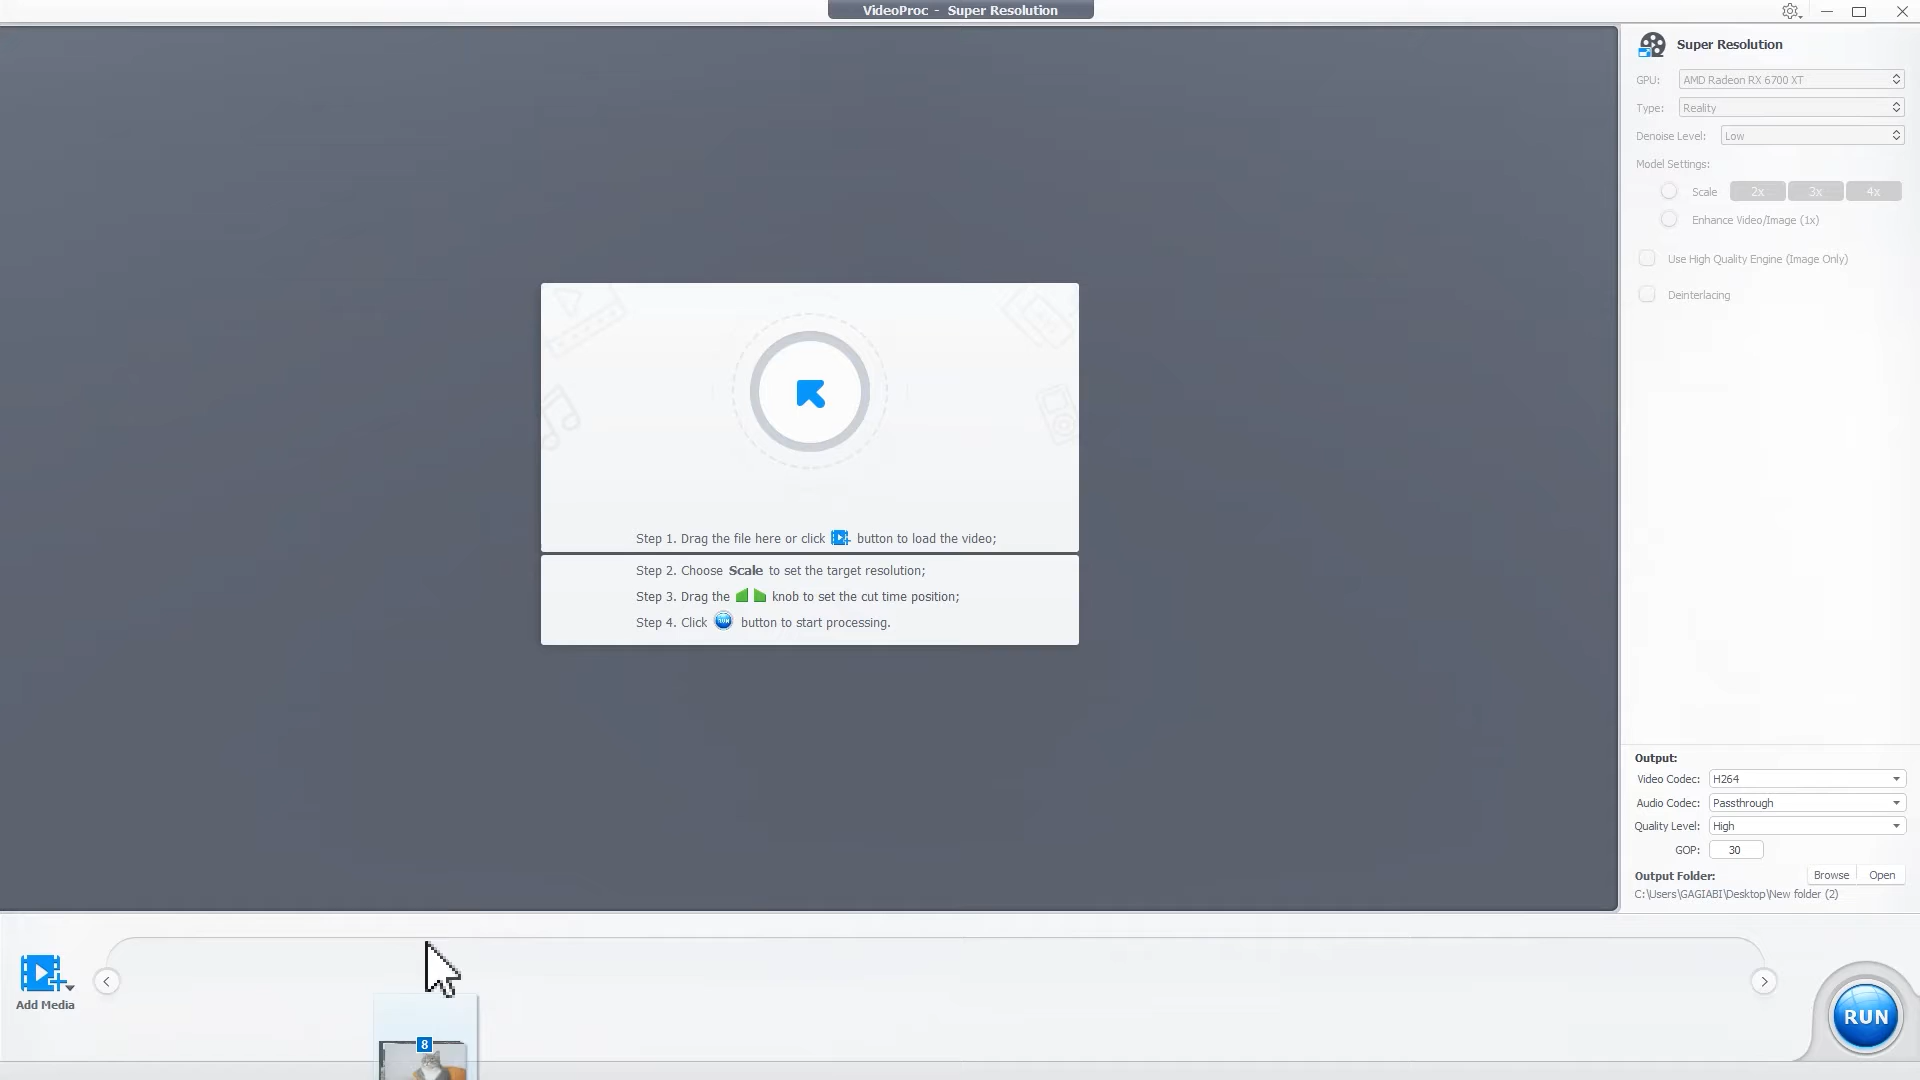 VideoProc - Super Resolution
Super Resolution
GPU: AMD Radeon RX 6700 XT
Type: Reality
Denoise Level: Low
Model Settings:
Scale 2x 3x 4x
Enhance Video/Image (1x)
Use High Quality Engine (Image Only)
Deinterlacing
Step 1. Drag the file here or click button to load the video;
Step 2. Choose Scale to set the target resolution;
Step 3. Drag the knob to set the cut time position;
Step 4. Click RUN button to start processing.
Output:
Video Codec: H264
Audio Codec: Passthrough
Quality Level: High
GOP: 30
Output Folder: Browse Open
C:\Users\GAGIABI\Desktop\New folder (2)
Add Media
8
RUN